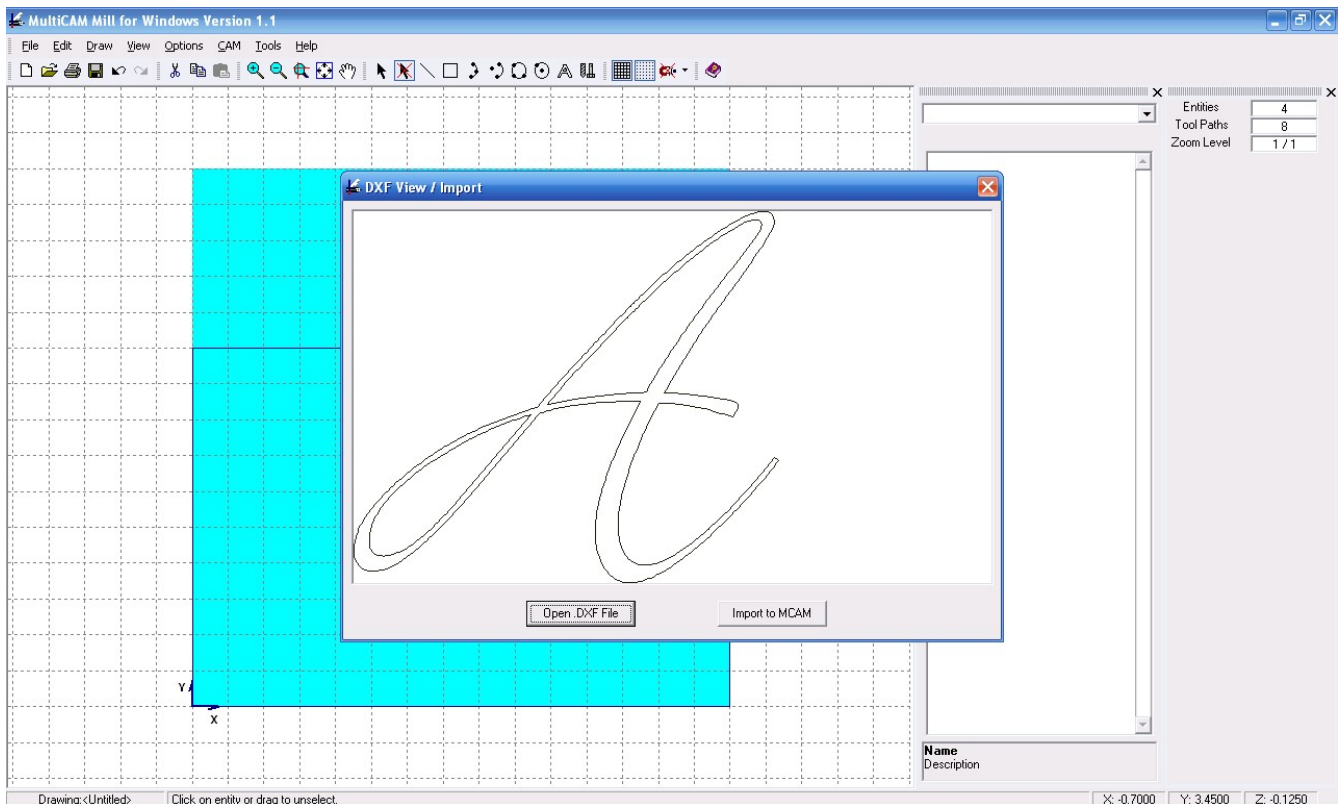 MultiCAM Mill for Windows Version 1.1
File Edit Draw View Options CAM Tools Help
Entities 4
Tool Paths 8
Zoom Level 1 / 1
DXF View / Import
A
Open .DXF File Import to MCAM
Y
X
Name
Description
Drawing:<Untitled> Click on entity or drag to unselect. X: -0.7000 Y: 3.4500 Z: -0.1250